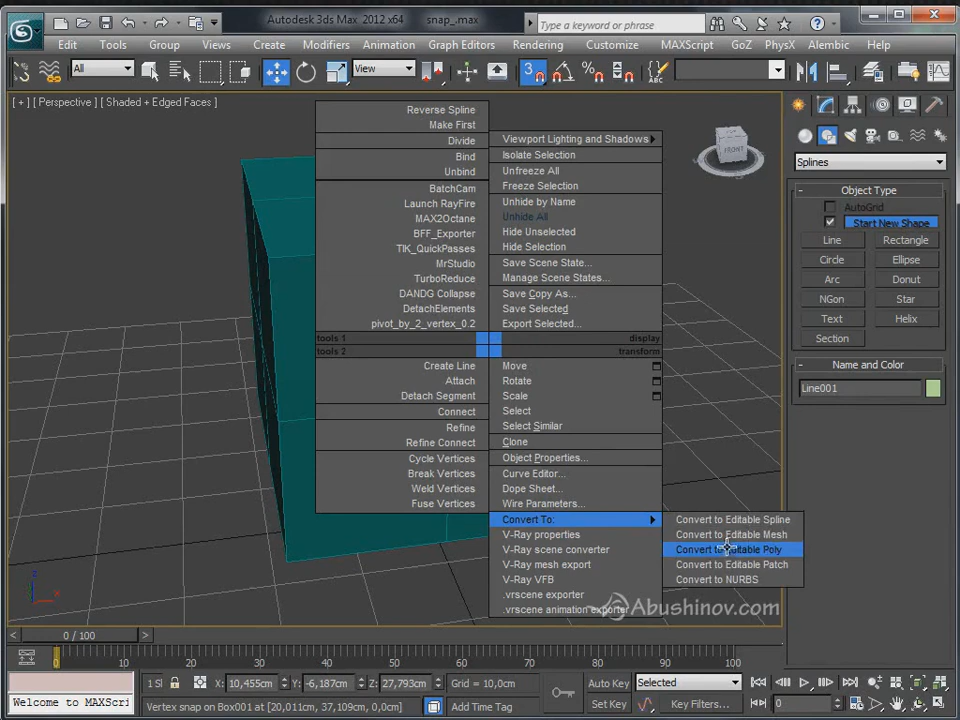 Autodesk 3ds Max 2012 x64 snap_.max
Type a keyword or phrase
Edit Tools Group Views Create Modifiers Animation Graph Editors Rendering Customize MAXScript GoZ PhysX Alembic Help
All
View
3
[ + ] [ Perspective ] [ Shaded + Edged Faces ]
FRONT
Reverse Spline
Make First
Divide
Bind
Unbind
BatchCam
Launch RayFire
MAX2Octane
BFF_Exporter
TIK_QuickPasses
MrStudio
TurboReduce
DANDG Collapse
DetachElements
pivot_by_2_vertex_0.2
tools 1
tools 2
Create Line
Attach
Detach Segment
Connect
Refine
Refine Connect
Cycle Vertices
Break Vertices
Weld Vertices
Fuse Vertices
Viewport Lighting and Shadows
Isolate Selection
Unfreeze All
Freeze Selection
Unhide by Name
Unhide All
Hide Unselected
Hide Selection
Save Scene State...
Manage Scene States...
Save Copy As...
Save Selected
Export Selected...
display
transform
Move
Rotate
Scale
Select
Select Similar
Clone
Object Properties...
Curve Editor...
Dope Sheet...
Wire Parameters...
Convert To:
V-Ray properties
V-Ray scene converter
V-Ray mesh export
V-Ray VFB
.vrscene exporter
.vrscene animation exporter
Convert to Editable Spline
Convert to Editable Mesh
Convert to Editable Poly
Convert to Editable Patch
Convert to NURBS
Splines
- Object Type
AutoGrid
Start New Shape
Line Rectangle
Circle Ellipse
Arc Donut
NGon Star
Text Helix
Section
- Name and Color
Line001
Abushinov.com
z
x
< 0 / 100 >
0 10 20 30 40 50 60 70 80 90 100
1 Sl X: 10,455cm Y: -6,187cm Z: 27,793cm Grid = 10,0cm Auto Key Selected
Welcome to MAXScri Vertex snap on Box001 at [20,011cm, 37,109cm, 0,0cm] Add Time Tag Set Key Key Filters... 0